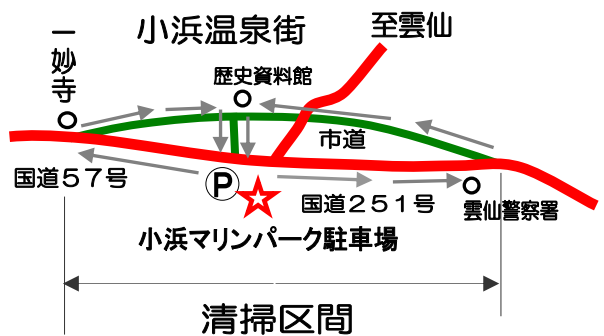 小浜温泉街
至雲仙
一妙寺
歴史資料館
市道
国道57号
P
国道251号
雲仙警察署
小浜マリンパーク駐車場
清掃区間